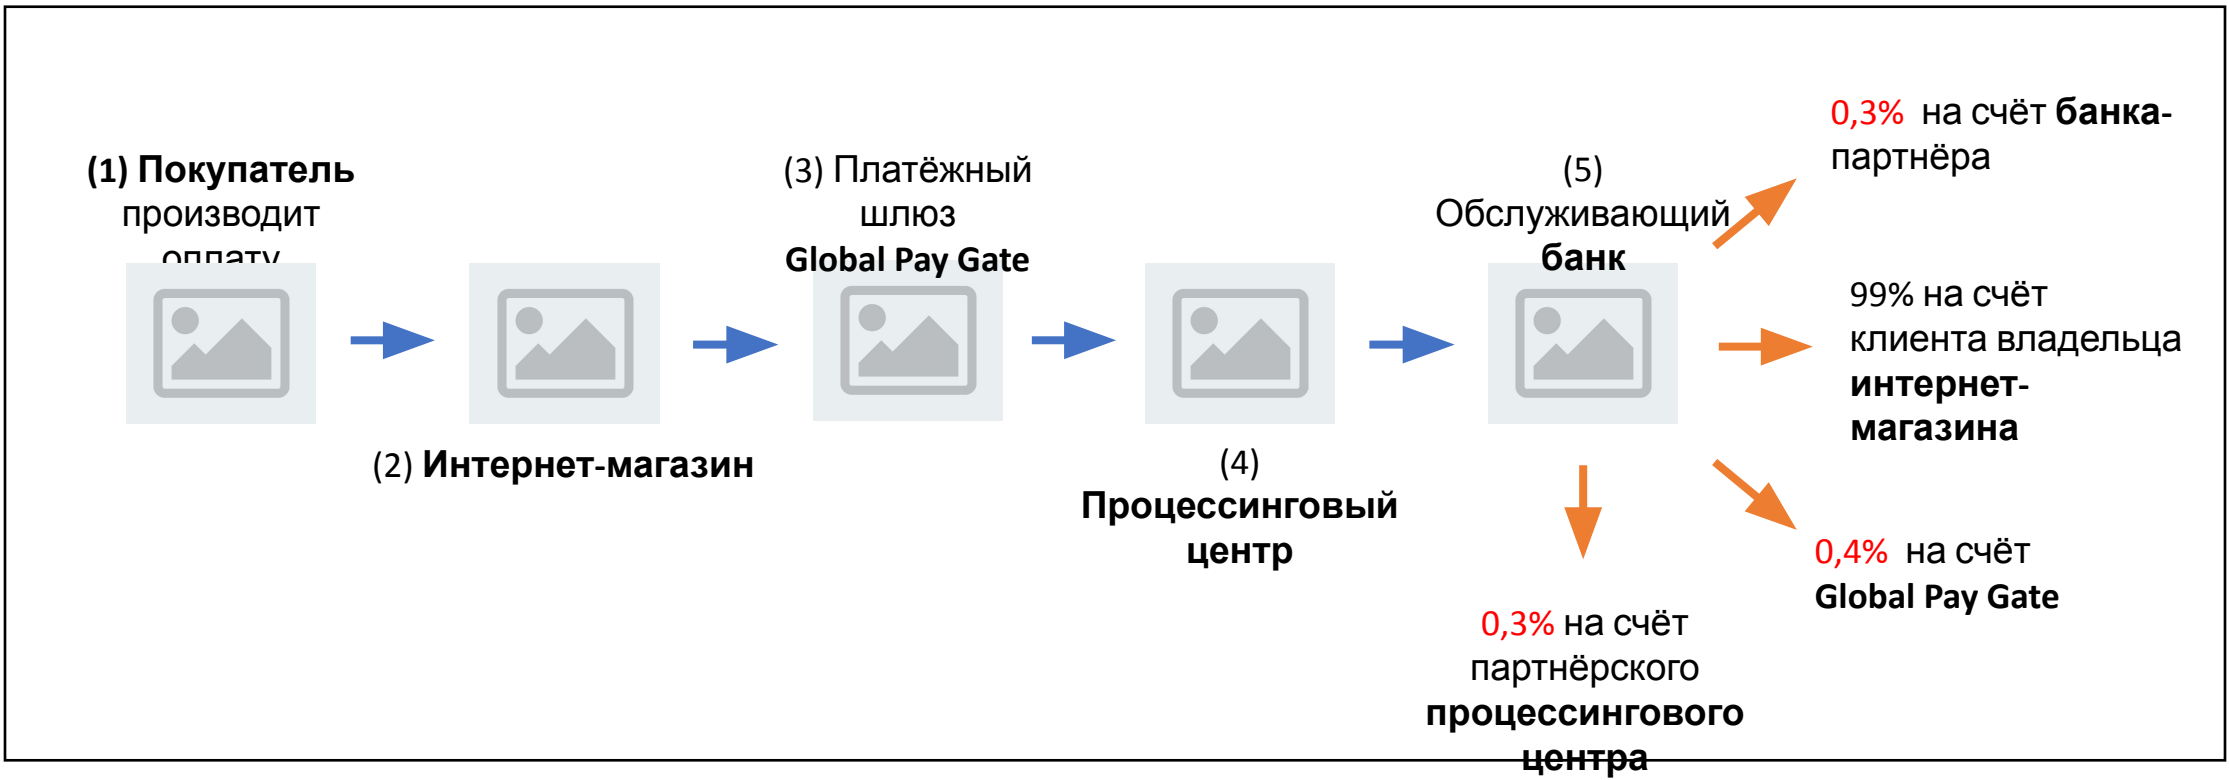 (1) Покупатель
производит
оплату
(2) Интернет-магазин
(3) Платёжный
шлюз
Global Pay Gate
(4)
Процессинговый
центр
(5)
Обслуживающий
банк
0,3% на счёт банка-
партнёра
99% на счёт
клиента владельца
интернет-
магазина
0,4% на счёт
Global Pay Gate
0,3% на счёт
партнёрского
процессингового
центра